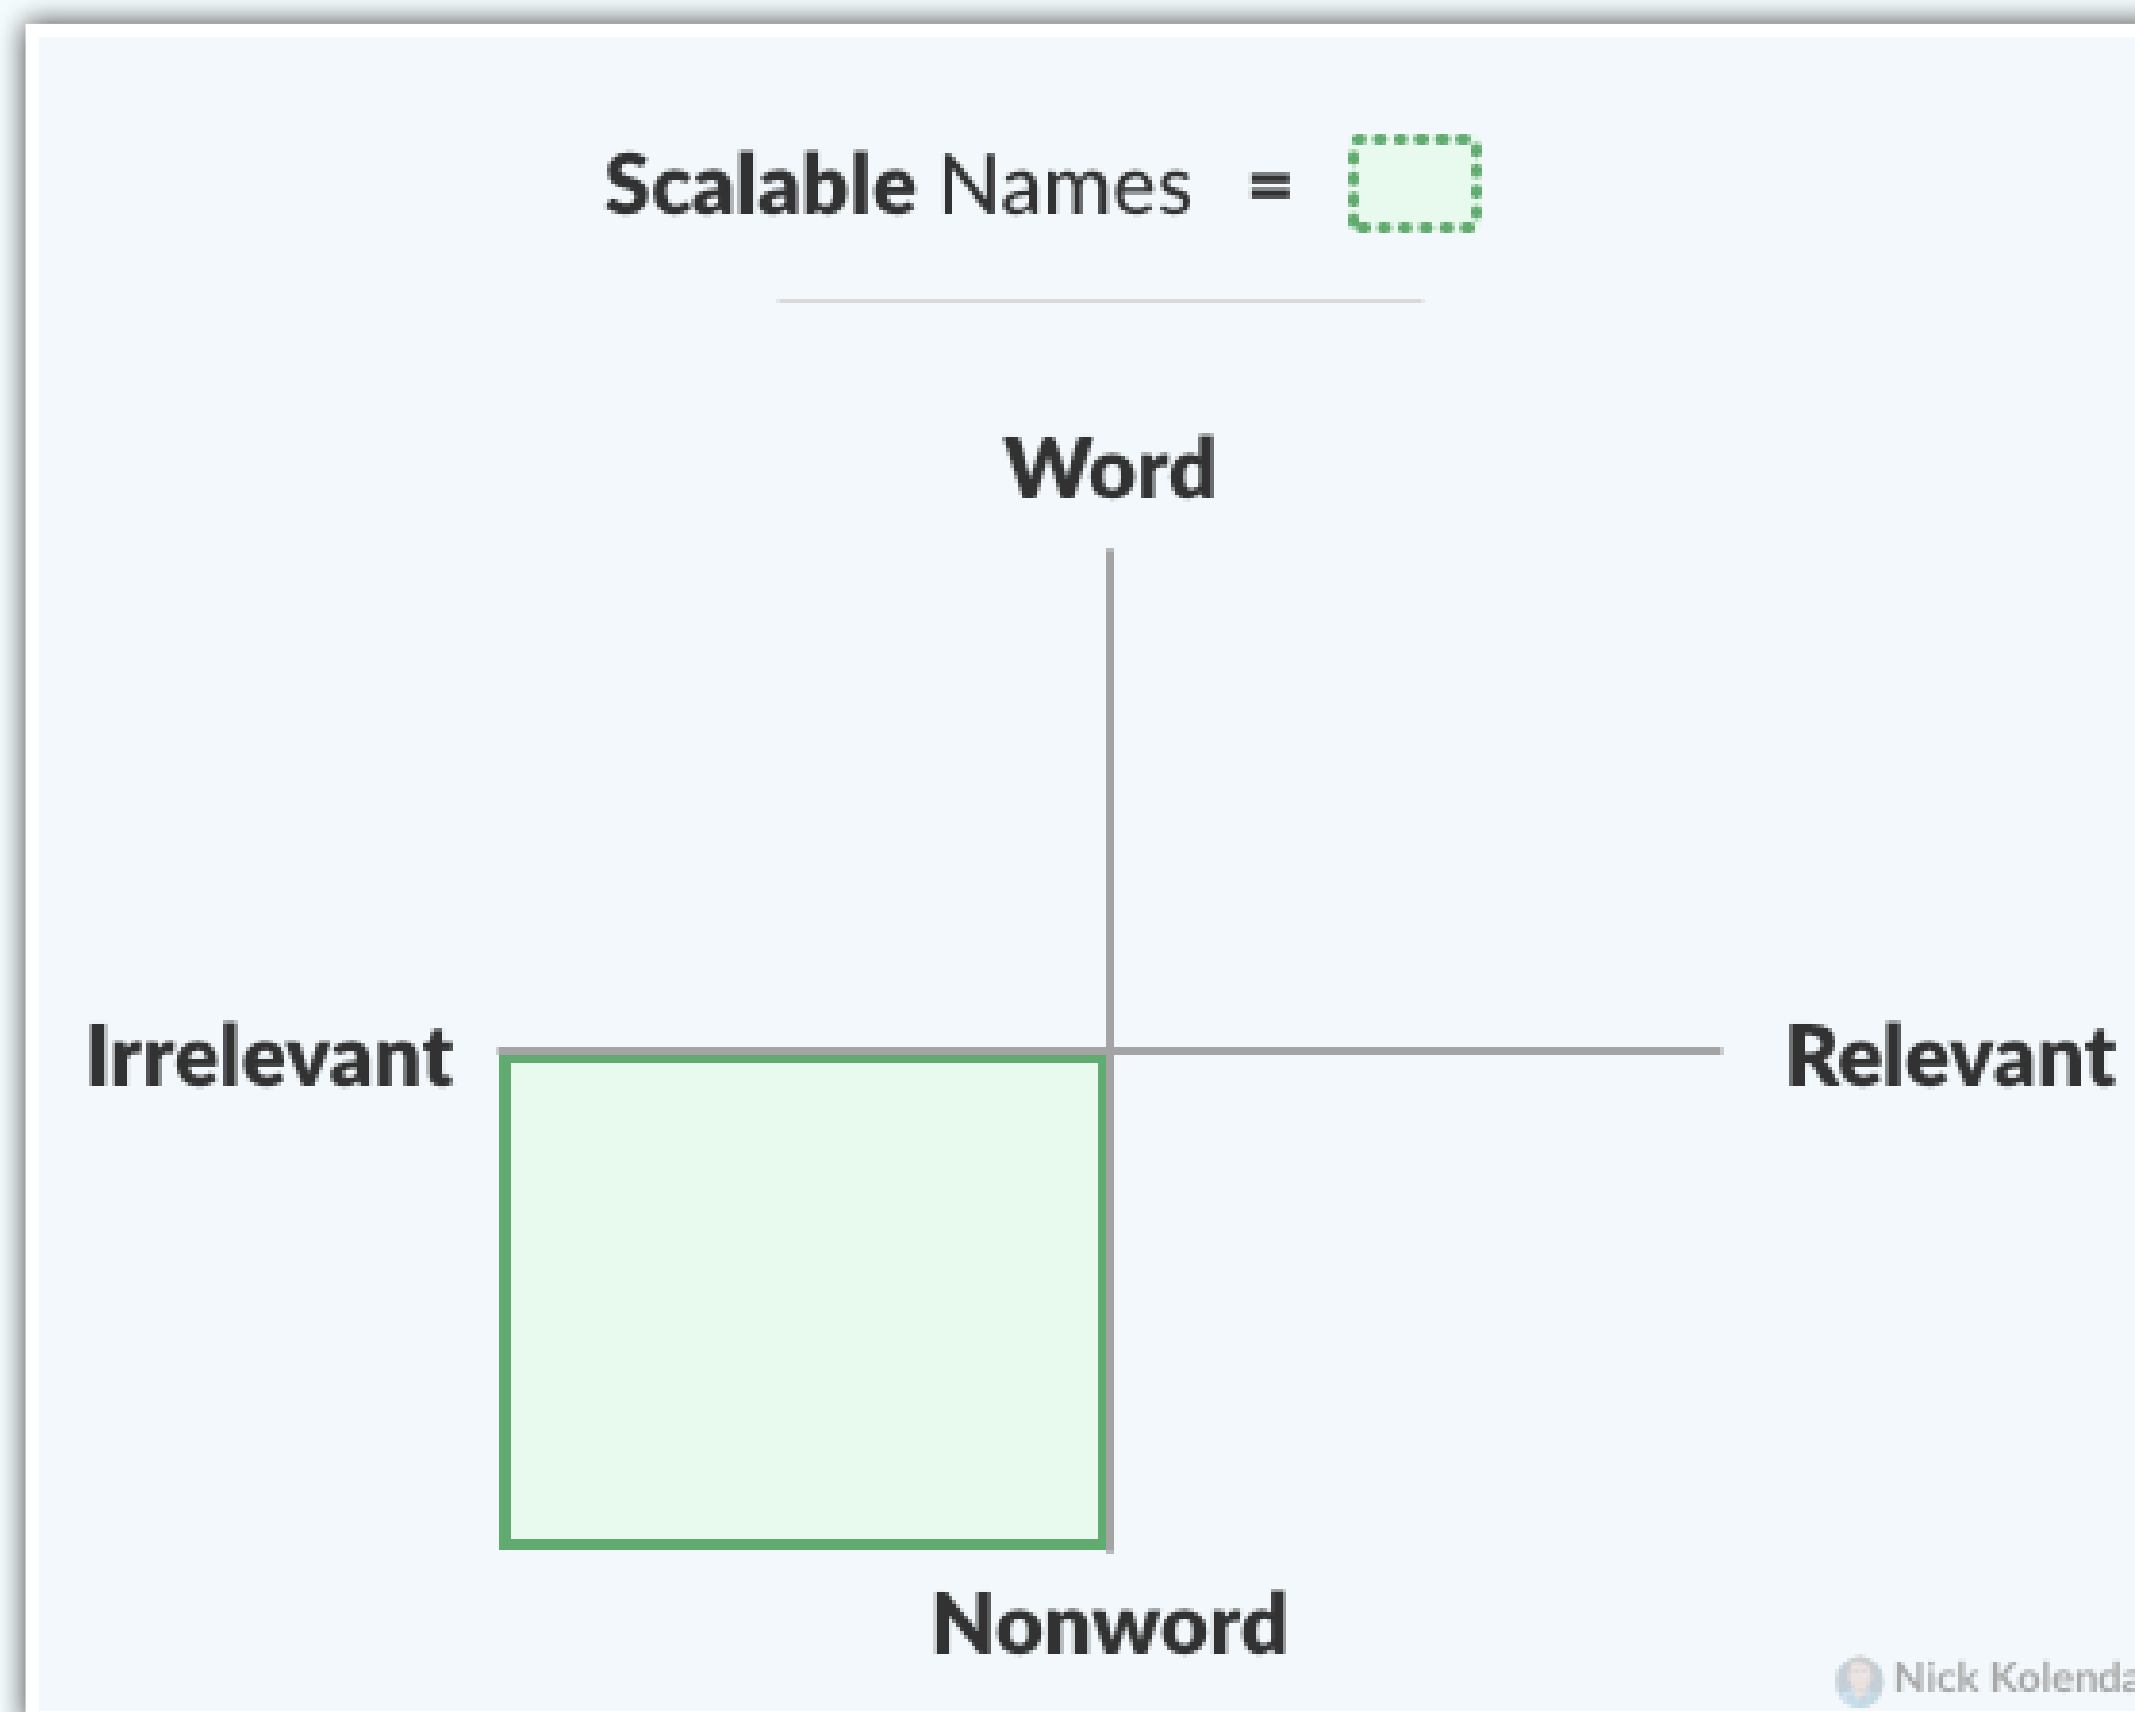 Scalable Names =
Word
Irrelevant
Relevant
Nonword
Nick Kolenda